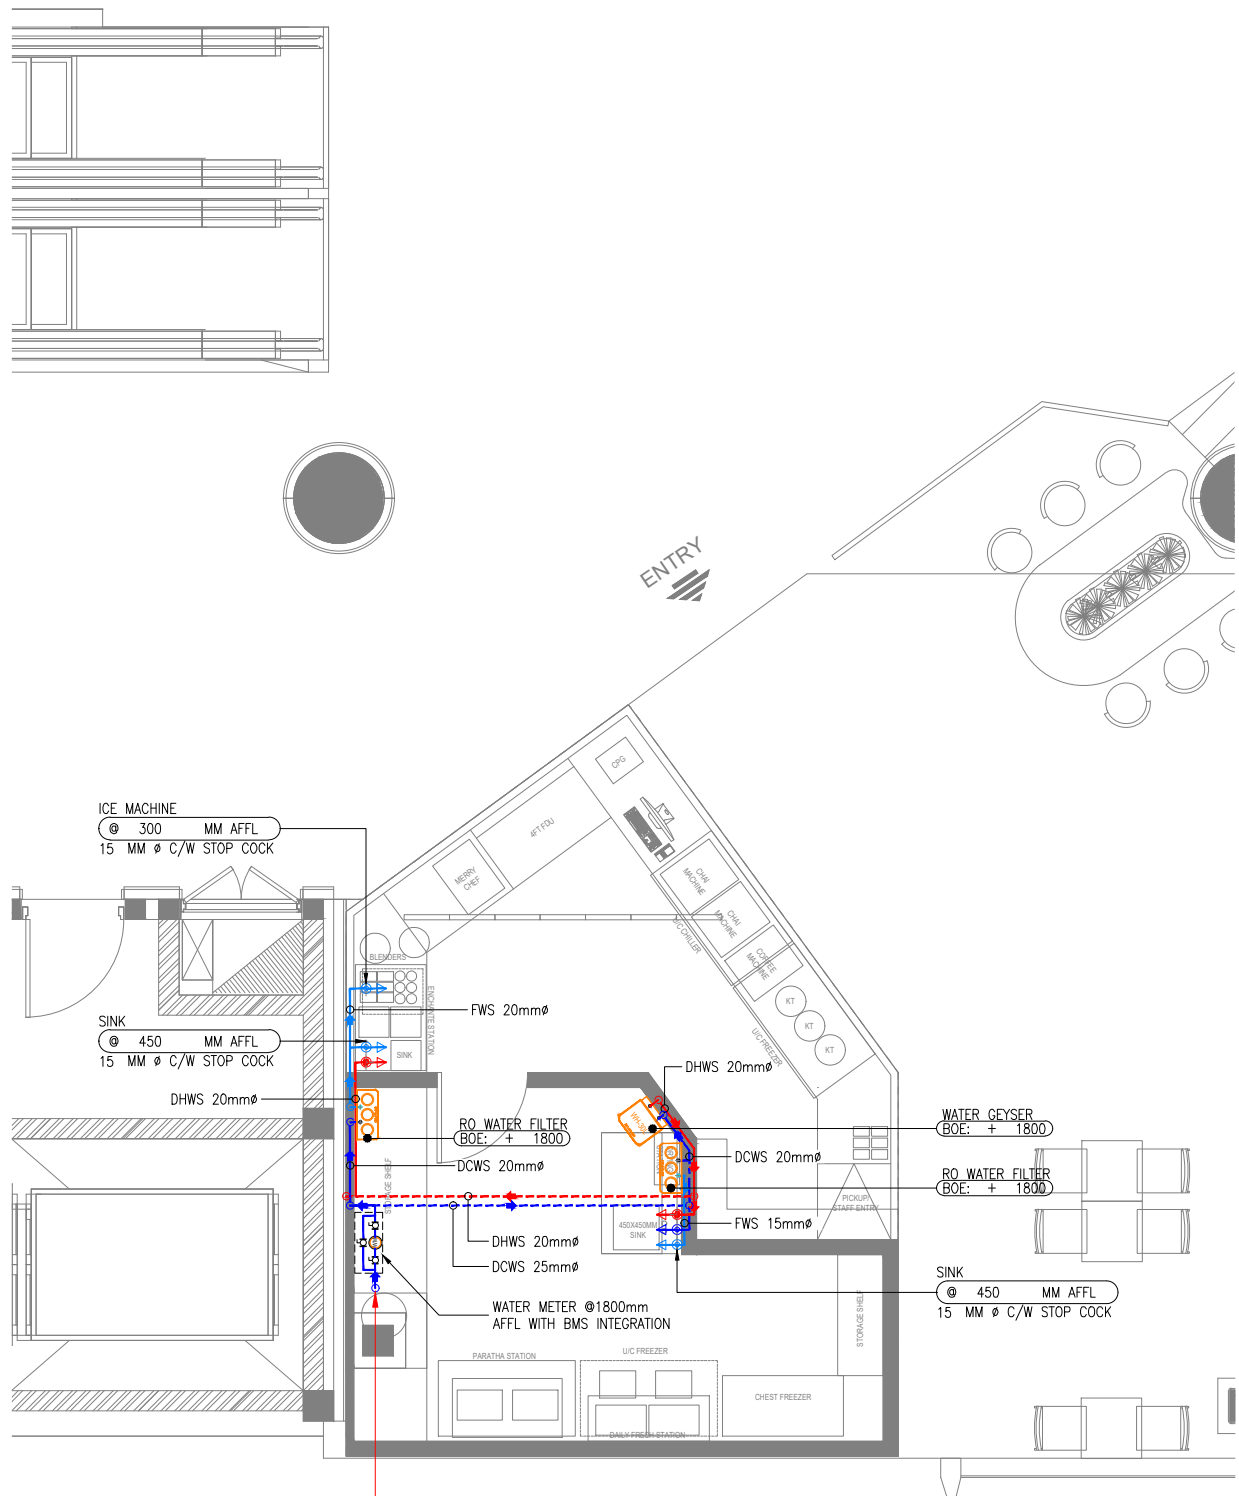 ENTRY
CPG
4FT FDU
MERRY
CHEF
CHAI
MACHINE
CHAI
MACHINE
COFFEE
MACHINE
U/C CHILLER
KT
KT
KT
U/C FREEZER
ICE MACHINE
@ 300 MM AFFL
15 MM ø C/W STOP COCK
BLENDERS
ENCHANTE STATION
FWS 20mmø
SINK
@ 450 MM AFFL
15 MM ø C/W STOP COCK
SINK
DHWS 20mmø
DHWS 20mmø
RO WATER FILTER
BOE: + 1800
WATER GEYSER
BOE: + 1800
DCWS 20mmø
DCWS 20mmø
STORAGE SHELF
RO WATER FILTER
BOE: + 1800
PICKUP/
STAFF ENTRY
450X450MM
SINK
FWS 15mmø
DHWS 20mmø
DCWS 25mmø
SINK
@ 450 MM AFFL
15 MM ø C/W STOP COCK
WATER METER @1800mm
AFFL WITH BMS INTEGRATION
STORAGE SHELF
PARATHA STATION
U/C FREEZER
CHEST FREEZER
DAILY FRESH STATION